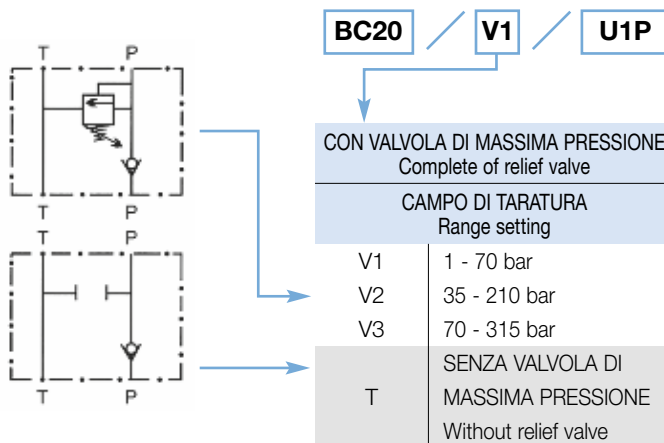 BC20 / V1 / U1P
T P
T P
T P
T P
CON VALVOLA DI MASSIMA PRESSIONE
Complete of relief valve
CAMPO DI TARATURA
Range setting
V1 1 - 70 bar
V2 35 - 210 bar
V3 70 - 315 bar
SENZA VALVOLA DI
T MASSIMA PRESSIONE
Without relief valve